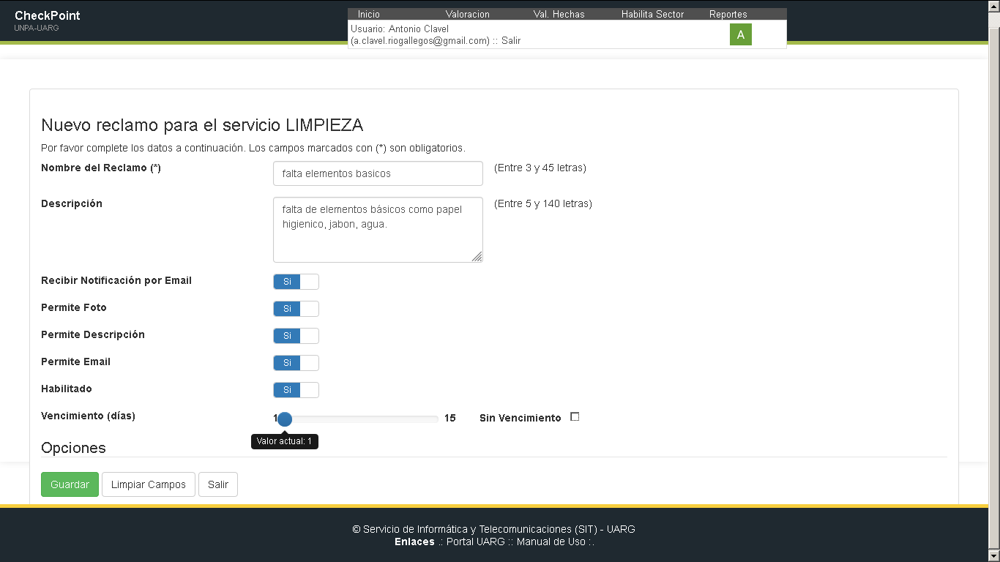 CheckPoint
UNPA-UARG
Inicio Valoracion Val. Hechas Habilita Sector Reportes
Usuario: Antonio Clavel
(a.clavel.riogallegos@gmail.com) :: Salir
A
Nuevo reclamo para el servicio LIMPIEZA
Por favor complete los datos a continuación. Los campos marcados con (*) son obligatorios.
Nombre del Reclamo (*) falta elementos basicos (Entre 3 y 45 letras)
Descripción falta de elementos básicos como papel (Entre 5 y 140 letras)
higienico, jabon, agua.
Recibir Notificación por Email Si
Permite Foto Si
Permite Descripción Si
Permite Email Si
Habilitado Si
Vencimiento (días) 1 15 Sin Vencimiento
Valor actual: 1
Opciones
Guardar Limpiar Campos Salir
© Servicio de Informática y Telecomunicaciones (SIT) - UARG
Enlaces .: Portal UARG :: Manual de Uso :.